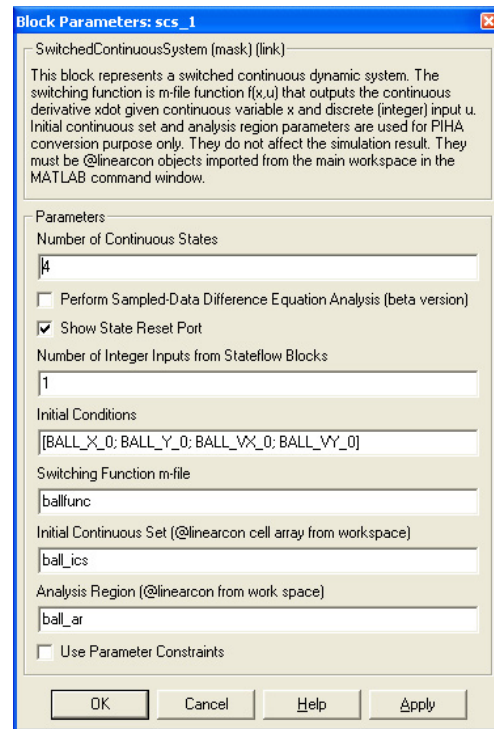 Block Parameters: scs_1
SwitchedContinuousSystem (mask) (link)
This block represents a switched continuous dynamic system. The
switching function is m-file function f(x,u) that outputs the continuous
derivative xdot given continuous variable x and discrete (integer) input u.
Initial continuous set and analysis region parameters are used for PIHA
conversion purpose only. They do not affect the simulation result. They
must be @linearcon objects imported from the main workspace in the
MATLAB command window.
Parameters
Number of Continuous States
4
Perform Sampled-Data Difference Equation Analysis (beta version)
Show State Reset Port
Number of Integer Inputs from Stateflow Blocks
1
Initial Conditions
[BALL_X_0; BALL_Y_0; BALL_VX_0; BALL_VY_0]
Switching Function m-file
ballfunc
Initial Continuous Set (@linearcon cell array from workspace)
ball_ics
Analysis Region (@linearcon from work space)
ball_ar
Use Parameter Constraints
OK Cancel Help Apply